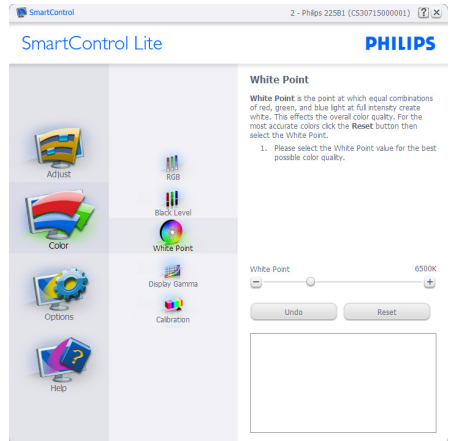 SmartControl
2 - Philips 225B1 (CS30715000001)
SmartControl Lite
PHILIPS
Adjust
Color
Options
Help
RGB
Black Level
White Point
Display Gamma
Calibration
White Point
White Point is the point at which equal combinations
of red, green, and blue light at full intensity create
white. This effects the overall color quality. For the
most accurate colors click the Reset button then
select the White Point.
1. Please select the White Point value for the best
possible color quality.
White Point 6500K
Undo Reset